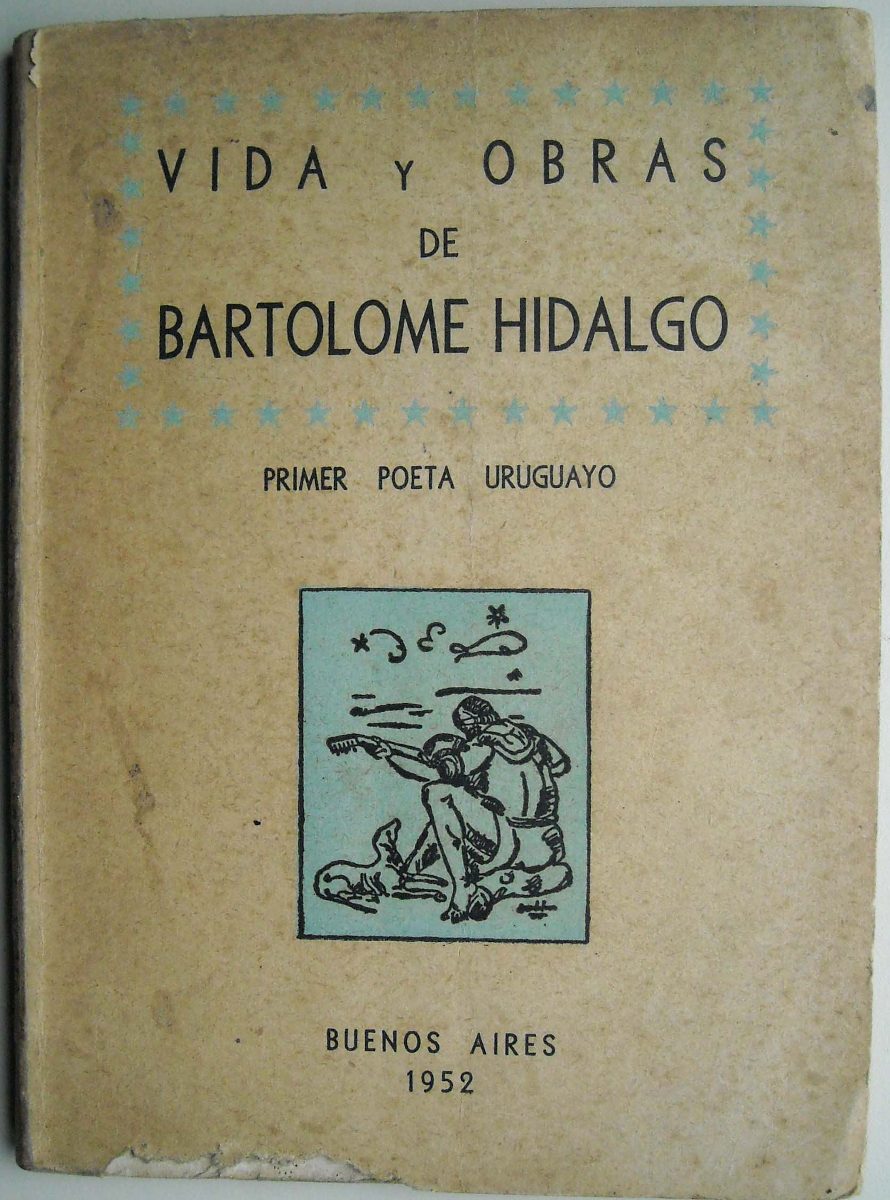 VIDA Y OBRAS
DE
BARTOLOME HIDALGO
PRIMER POETA URUGUAYO
BUENOS AIRES
1952